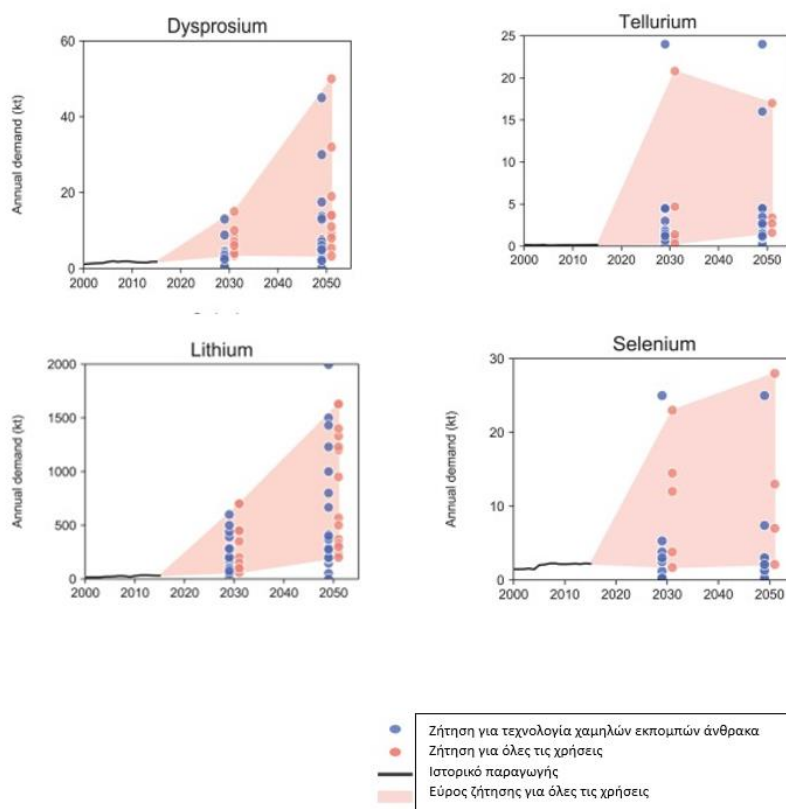 Dysprosium
Annual demand (kt)
60
40
20
0
2000 2010 2020 2030 2040 2050
Tellurium
Annual demand (kt)
25
20
15
10
5
0
2000 2010 2020 2030 2040 2050
Lithium
Annual demand (kt)
2000
1500
1000
500
0
2000 2010 2020 2030 2040 2050
Selenium
Annual demand (kt)
30
20
10
0
2000 2010 2020 2030 2040 2050
Ζήτηση για τεχνολογία χαμηλών εκπομπών άνθρακα
Ζήτηση για όλες τις χρήσεις
Ιστορικό παραγωγής
Εύρος ζήτησης για όλες τις χρήσεις